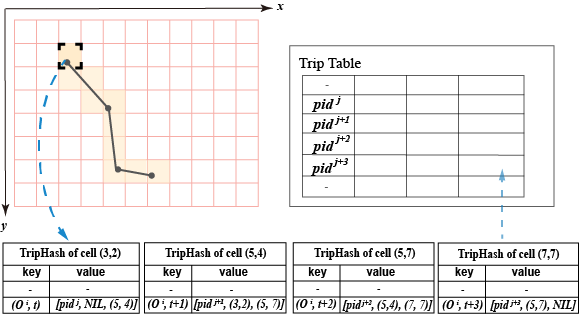 x
y
Trip Table
-
pid^j
pid^j+1
pid^j+2
pid^j+3
-
TripHash of cell (3,2)
key value
- -
(O^i, t) [pid^j, NIL, (5, 4)]
TripHash of cell (5,4)
key value
- -
(O^i, t+1) [pid^j+1, (3,2), (5, 7)]
TripHash of cell (5,7)
key value
- -
(O^i, t+2) [pid^j+2, (5,4), (7, 7)]
TripHash of cell (7,7)
key value
- -
(O^i, t+3) [pid^j+3, (5,7), NIL]